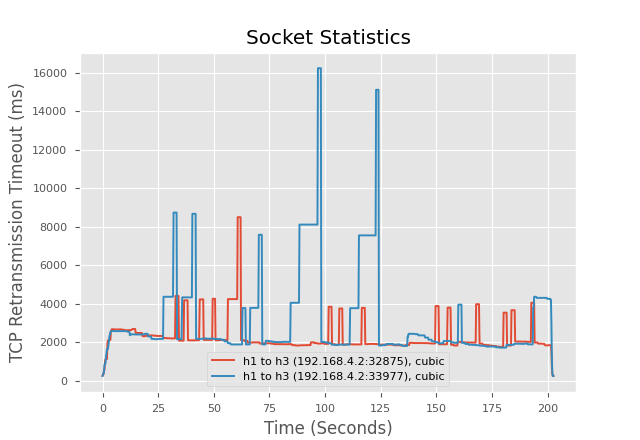 Socket Statistics
TCP Retransmission Timeout (ms)
16000
14000
12000
10000
8000
6000
4000
2000
0
h1 to h3 (192.168.4.2:32875), cubic
h1 to h3 (192.168.4.2:33977), cubic
0 25 50 75 100 125 150 175 200
Time (Seconds)